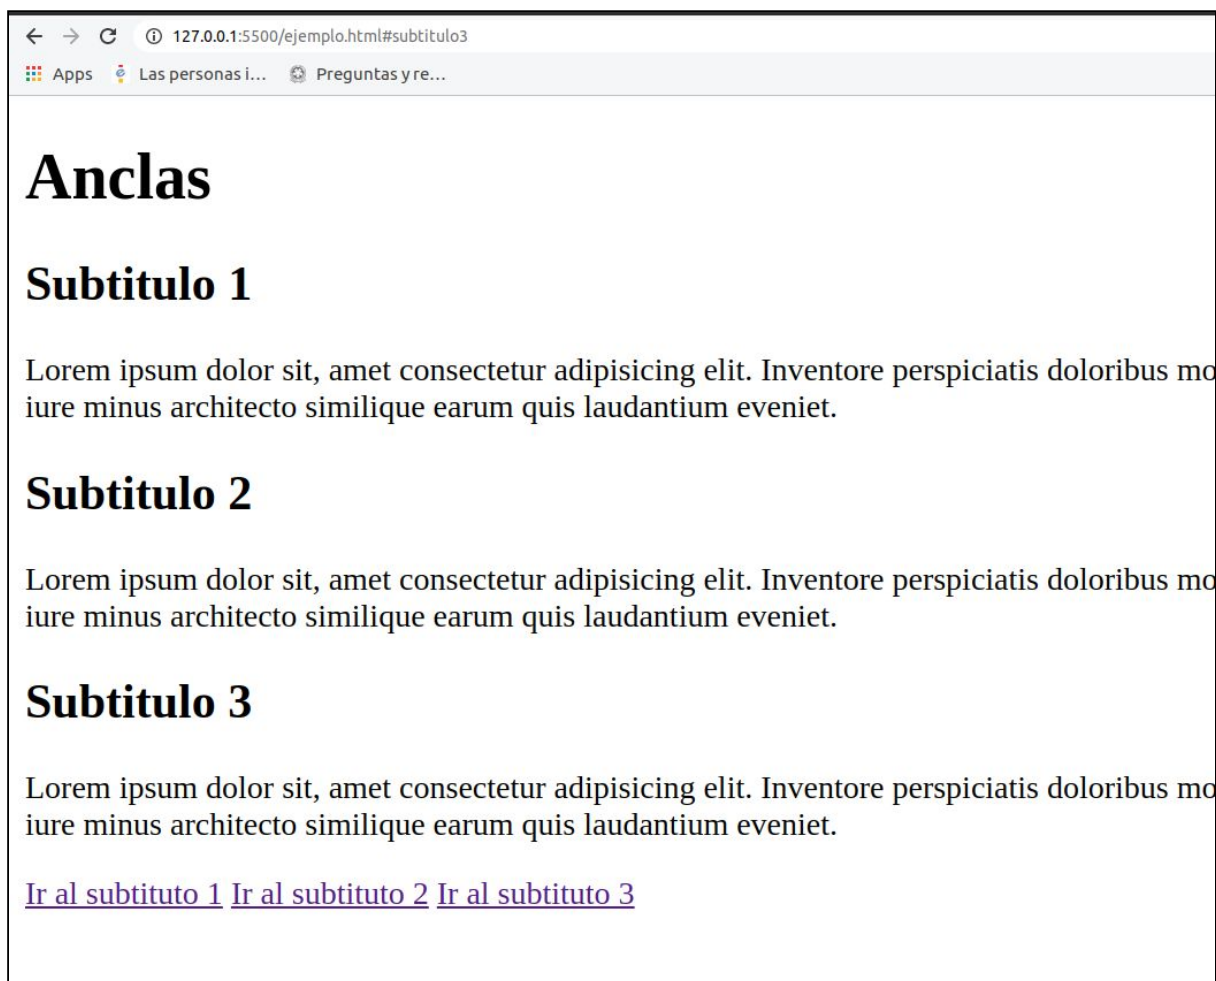 127.0.0.1:5500/ejemplo.html#subtitulo3
Apps Las personas i... Preguntas y re...
Anclas
Subtitulo 1
Lorem ipsum dolor sit, amet consectetur adipisicing elit. Inventore perspiciatis doloribus mo
iure minus architecto similique earum quis laudantium eveniet.
Subtitulo 2
Lorem ipsum dolor sit, amet consectetur adipisicing elit. Inventore perspiciatis doloribus mo
iure minus architecto similique earum quis laudantium eveniet.
Subtitulo 3
Lorem ipsum dolor sit, amet consectetur adipisicing elit. Inventore perspiciatis doloribus mo
iure minus architecto similique earum quis laudantium eveniet.
Ir al subtituto 1 Ir al subtituto 2 Ir al subtituto 3